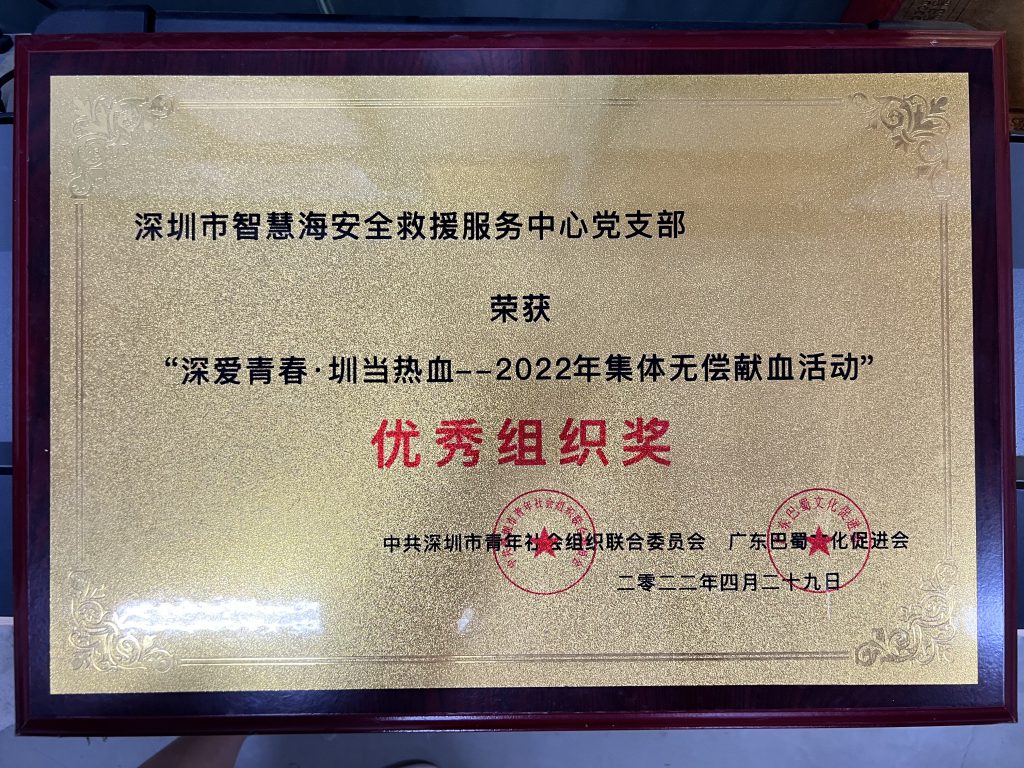 深圳市智慧海安全救援服务中心党支部
荣获
“深爱青春·圳当热血--2022年集体无偿献血活动”
优秀组织奖
中共深圳市青年社会组织联合委员会 广东巴蜀文化促进会
二零二二年四月二十九日